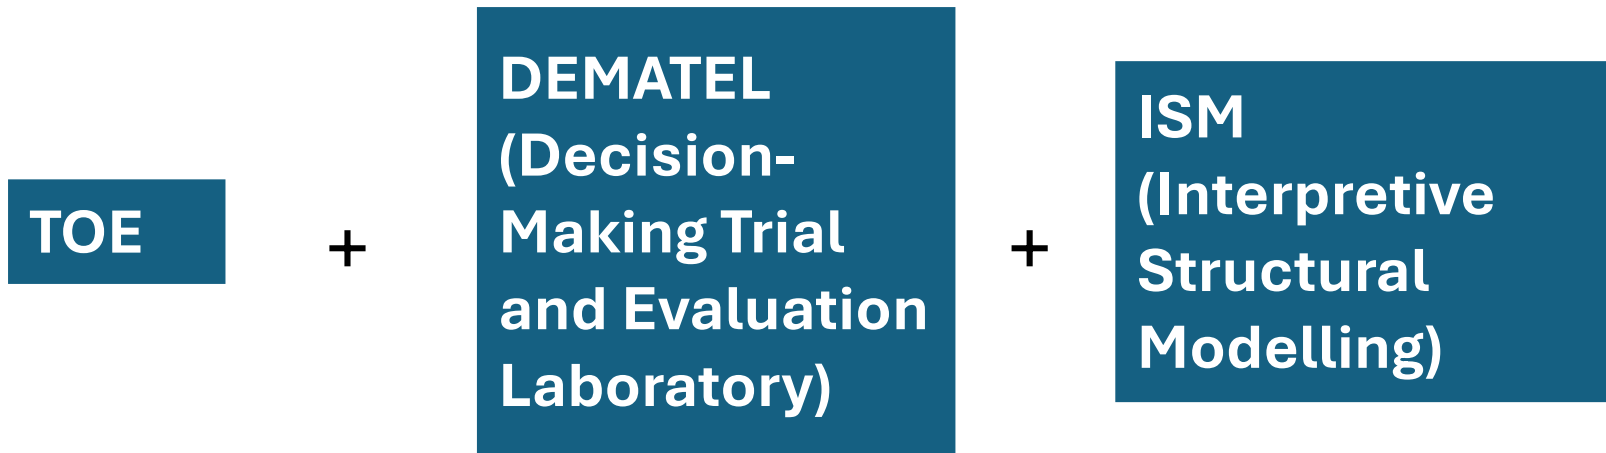 TOE
+
DEMATEL
(Decision-
Making Trial
and Evaluation
Laboratory)
+
ISM
(Interpretive
Structural
Modelling)